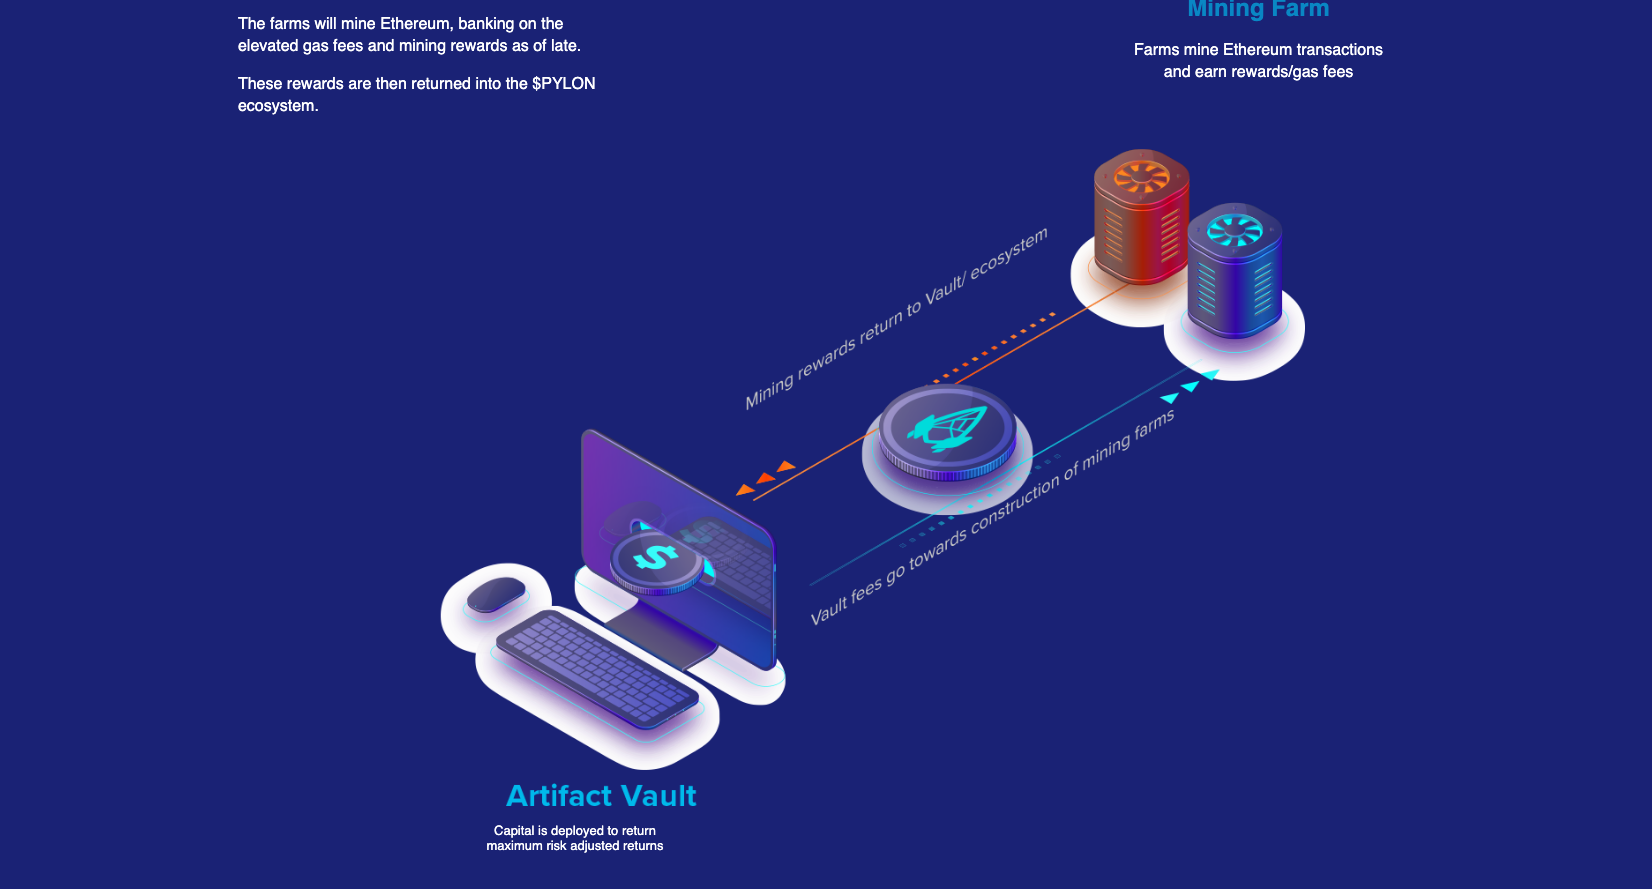 The farms will mine Ethereum, banking on the
elevated gas fees and mining rewards as of late.
These rewards are then returned into the $PYLON
ecosystem.
Mining Farm
Farms mine Ethereum transactions
and earn rewards/gas fees
Mining rewards return to Vault/ ecosystem
Vault fees go towards construction of mining farms
$
Artifact Vault
Capital is deployed to return
maximum risk adjusted returns